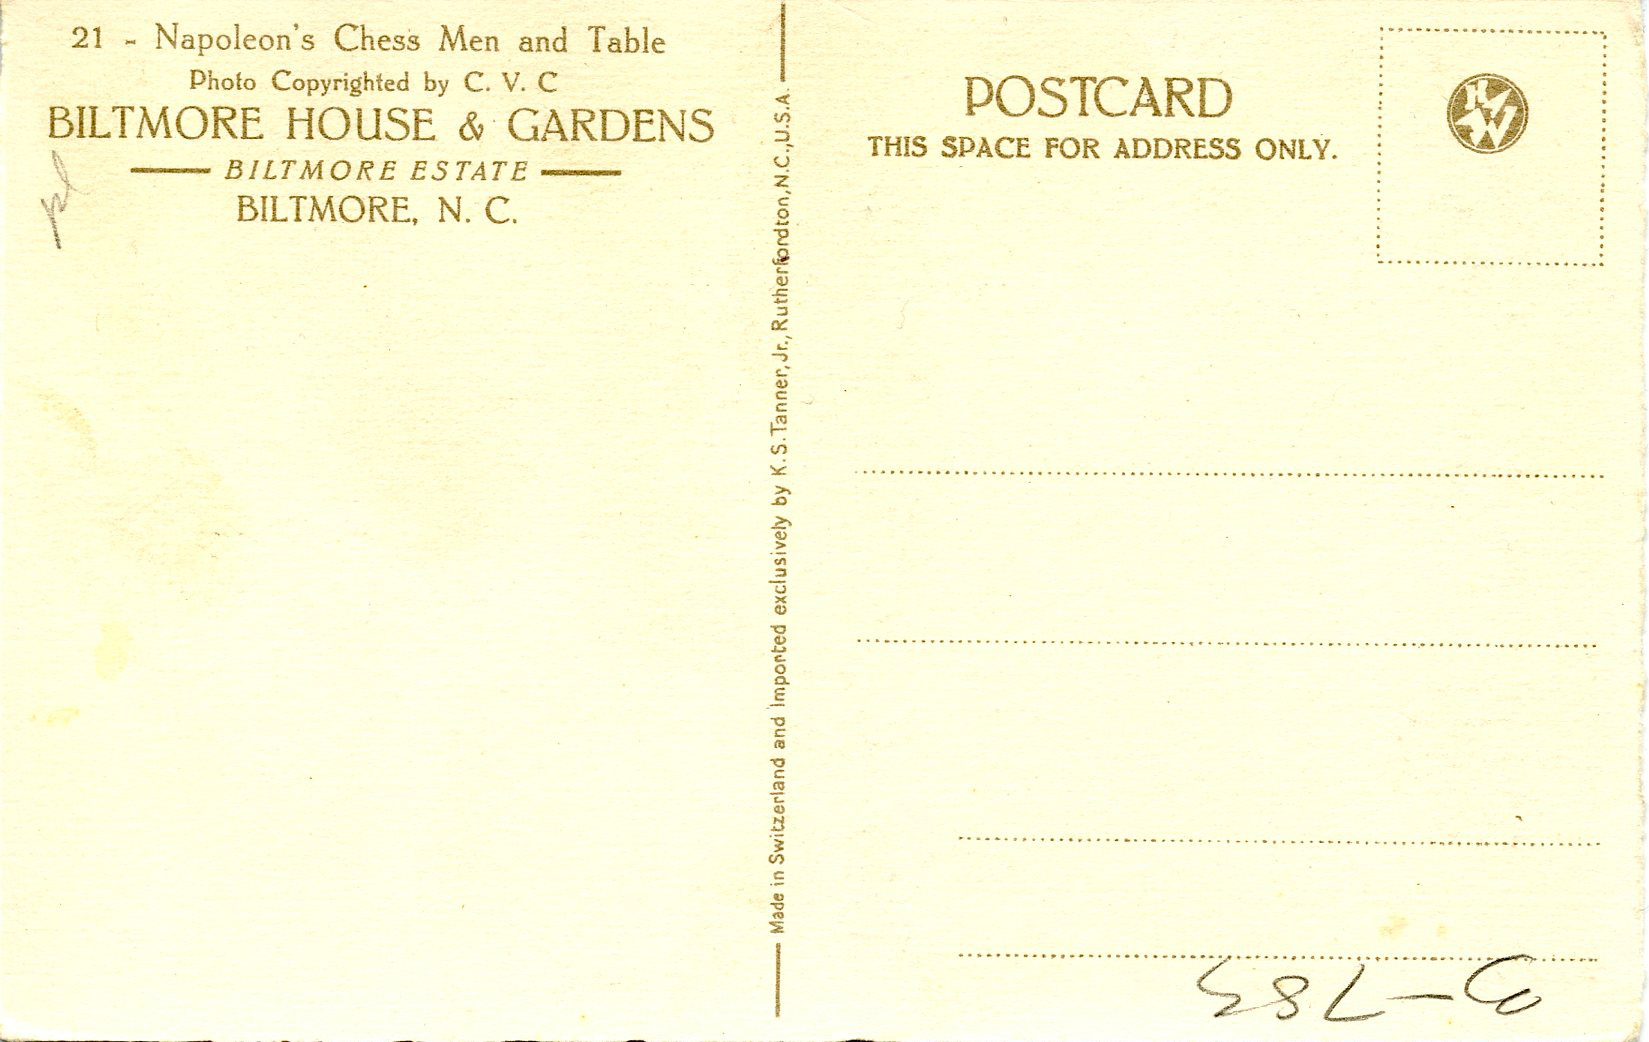 21 - Napoleon's Chess Men and Table
Photo Copyrighted by C. V. C
BILTMORE HOUSE & GARDENS
BILTMORE ESTATE
BILTMORE, N. C.
Made in Switzerland and imported exclusively by K.S. Tanner, Jr., Rutherfordton, N.C., U.S.A.
POSTCARD
THIS SPACE FOR ADDRESS ONLY.